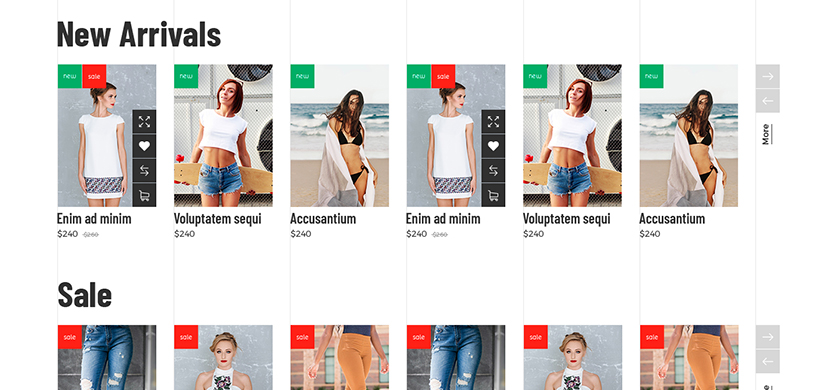 New Arrivals
new sale new new new sale new new
More
Enim ad minim Voluptatem sequi Accusantium Enim ad minim Voluptatem sequi Accusantium
$240 $260 $240 $240 $240 $260 $240 $240
Sale
sale sale sale sale sale sale